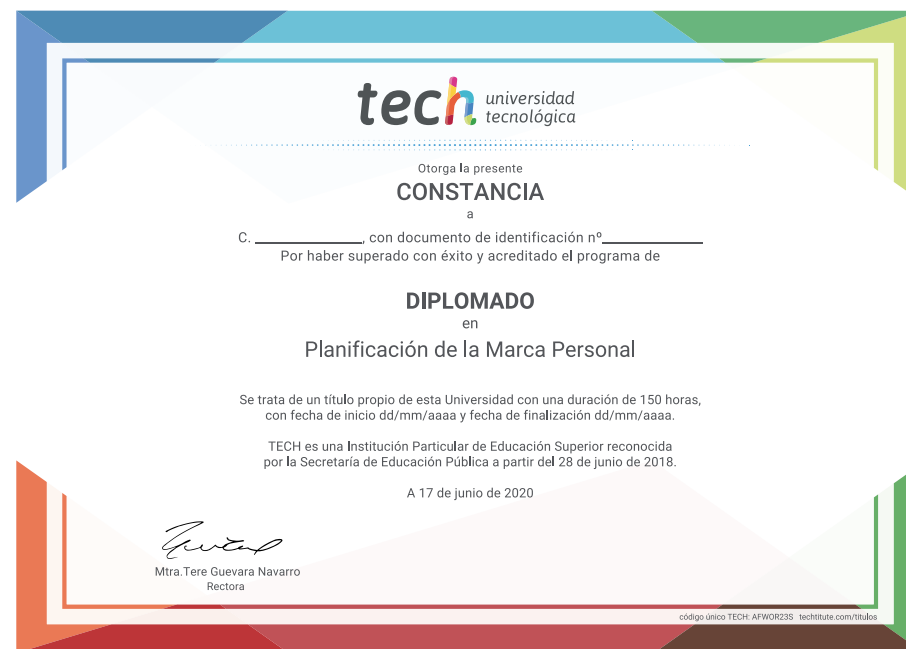 tech universidad
tecnológica
Otorga la presente
CONSTANCIA
a
C. ____________, con documento de identificación nº____________
Por haber superado con éxito y acreditado el programa de
DIPLOMADO
en
Planificación de la Marca Personal
Se trata de un título propio de esta Universidad con una duración de 150 horas,
con fecha de inicio dd/mm/aaaa y fecha de finalización dd/mm/aaaa.
TECH es una Institución Particular de Educación Superior reconocida
por la Secretaría de Educación Pública a partir del 28 de junio de 2018.
A 17 de junio de 2020
Mtra.Tere Guevara Navarro
Rectora
código único TECH: AFWOR23S techtitute.com/titulos